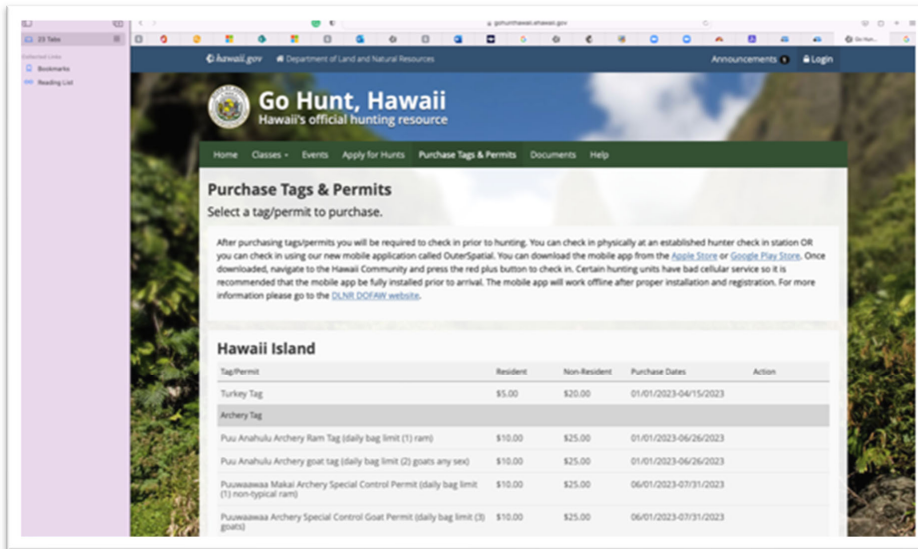 gohunthawaii.ehawaii.gov
23 Tabs
Go Hun...
Collected Links
Bookmarks
Reading List
hawaii.gov Department of Land and Natural Resources Announcements Login
Go Hunt, Hawaii
Hawaii's official hunting resource
Home Classes Events Apply for Hunts Purchase Tags & Permits Documents Help
Purchase Tags & Permits
Select a tag/permit to purchase.
After purchasing tags/permits you will be required to check in prior to hunting. You can check in physically at an established hunter check in station OR
you can check in using our new mobile application called OuterSpatial. You can download the mobile app from the Apple Store or Google Play Store. Once
downloaded, navigate to the Hawaii Community and press the red plus button to check in. Certain hunting units have bad cellular service so it is
recommended that the mobile app be fully installed prior to arrival. The mobile app will work offline after proper installation and registration. For more
information please go to the DLNR DOFAW website.
Hawaii Island
Tag/Permit Resident Non-Resident Purchase Dates Action
Turkey Tag $5.00 $20.00 01/01/2023-04/15/2023
Archery Tag
Puu Anahulu Archery Ram Tag (daily bag limit (1) ram) $10.00 $25.00 01/01/2023-06/26/2023
Puu Anahulu Archery goat tag (daily bag limit (2) goats any sex) $10.00 $25.00 01/01/2023-06/26/2023
Puuwaawaa Makai Archery Special Control Permit (daily bag limit $10.00 $25.00 06/01/2023-07/31/2023
(1) non-typical ram)
Puuwaawaa Archery Special Control Goat Permit (daily bag limit (3) $10.00 $25.00 06/01/2023-07/31/2023
goats)